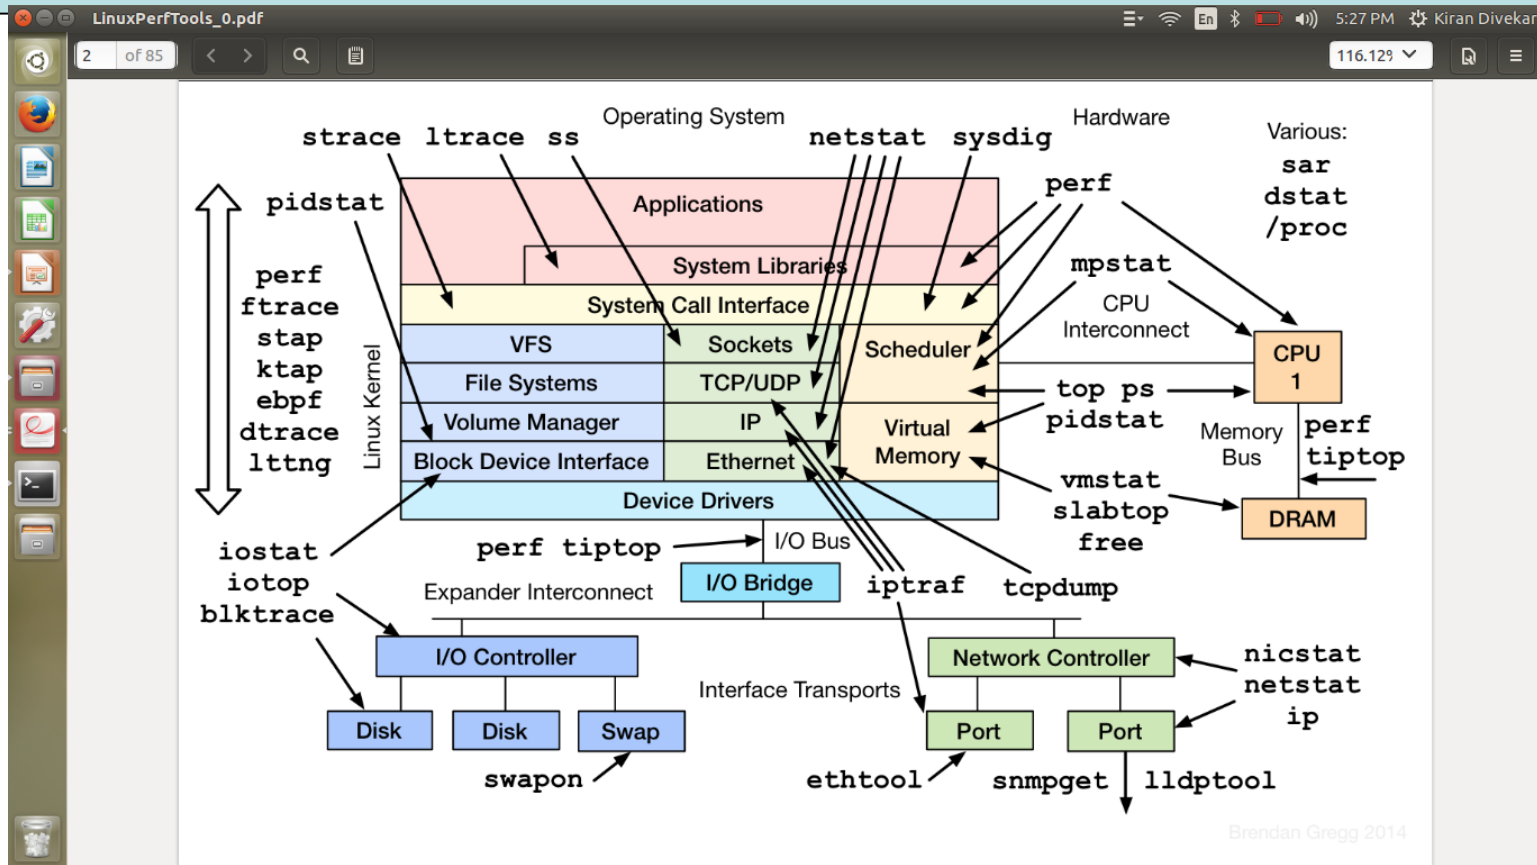 LinuxPerfTools_0.pdf
En
5:27 PM
Kiran Divekar
2
of 85
116.12%
Operating System
Hardware
Various:
strace ltrace ss
netstat sysdig
sar
dstat
/proc
pidstat
perf
Applications
System Libraries
mpstat
perf
ftrace
stap
ktap
ebpf
dtrace
lttng
System Call Interface
CPU
Interconnect
Linux Kernel
VFS
Sockets
Scheduler
CPU
1
File Systems
TCP/UDP
top ps
pidstat
Volume Manager
IP
Virtual
Memory
Memory
Bus
perf
tiptop
Block Device Interface
Ethernet
vmstat
slabtop
free
Device Drivers
DRAM
iostat
iotop
blktrace
perf tiptop
I/O Bus
I/O Bridge
iptraf
tcpdump
Expander Interconnect
I/O Controller
Network Controller
nicstat
netstat
ip
Interface Transports
Disk
Disk
Swap
Port
Port
swapon
ethtool
snmpget
lldptool
Brendan Gregg 2014